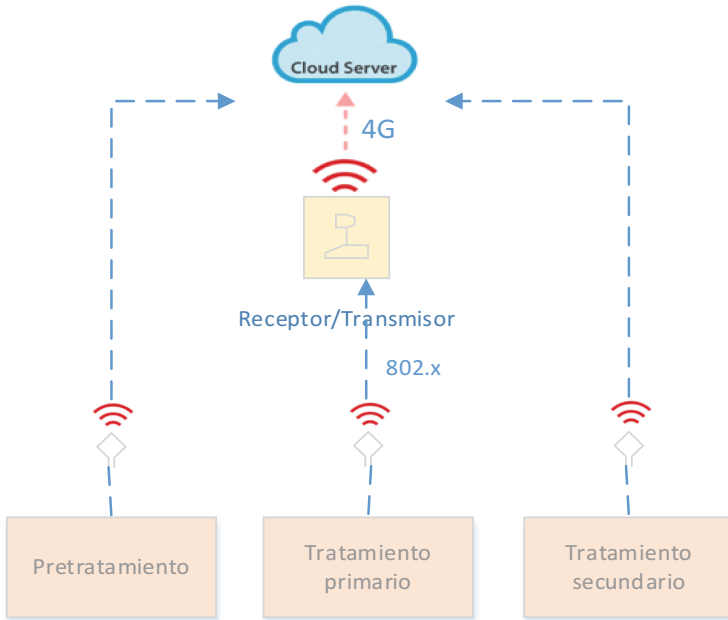 Cloud Server
4G
Receptor/Transmisor
802.x
Pretratamiento
Tratamiento
primario
Tratamiento
secundario